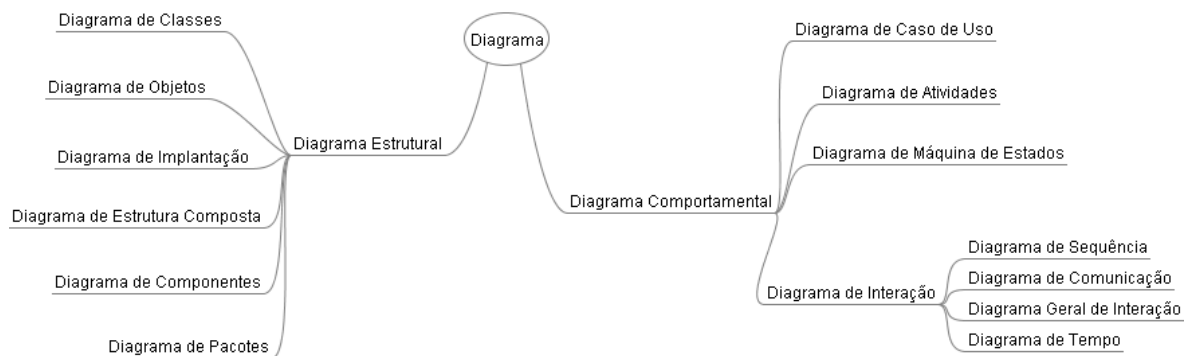 Diagrama
Diagrama Estrutural
Diagrama de Classes
Diagrama de Objetos
Diagrama de Implantação
Diagrama de Estrutura Composta
Diagrama de Componentes
Diagrama de Pacotes
Diagrama Comportamental
Diagrama de Caso de Uso
Diagrama de Atividades
Diagrama de Máquina de Estados
Diagrama de Interação
Diagrama de Sequência
Diagrama de Comunicação
Diagrama Geral de Interação
Diagrama de Tempo